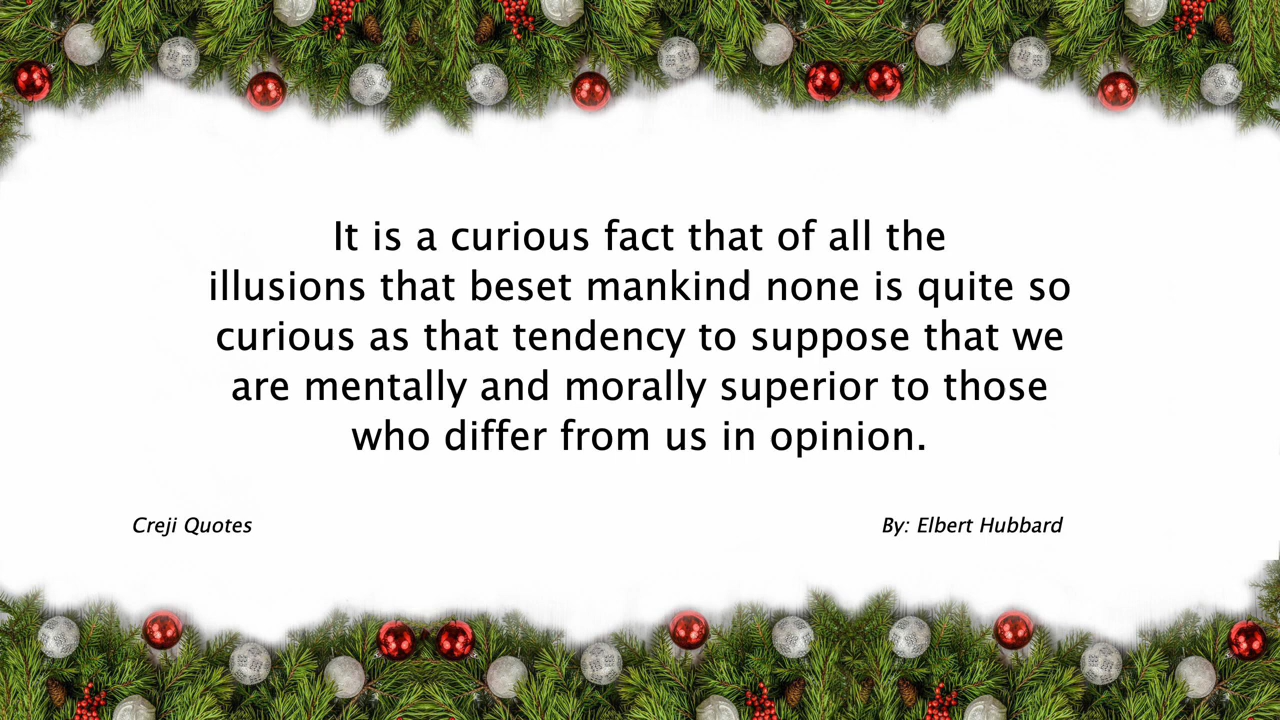 It is a curious fact that of all the
illusions that beset mankind none is quite so
curious as that tendency to suppose that we
are mentally and morally superior to those
who differ from us in opinion.
Creji Quotes
By: Elbert Hubbard